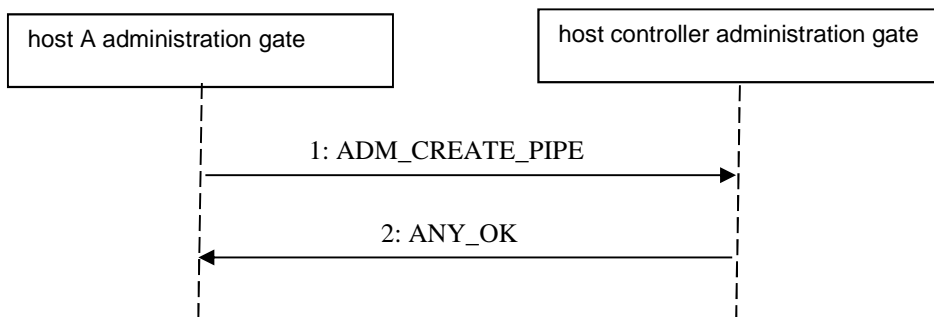 host A administration gate
host controller administration gate
1: ADM_CREATE_PIPE
2: ANY_OK